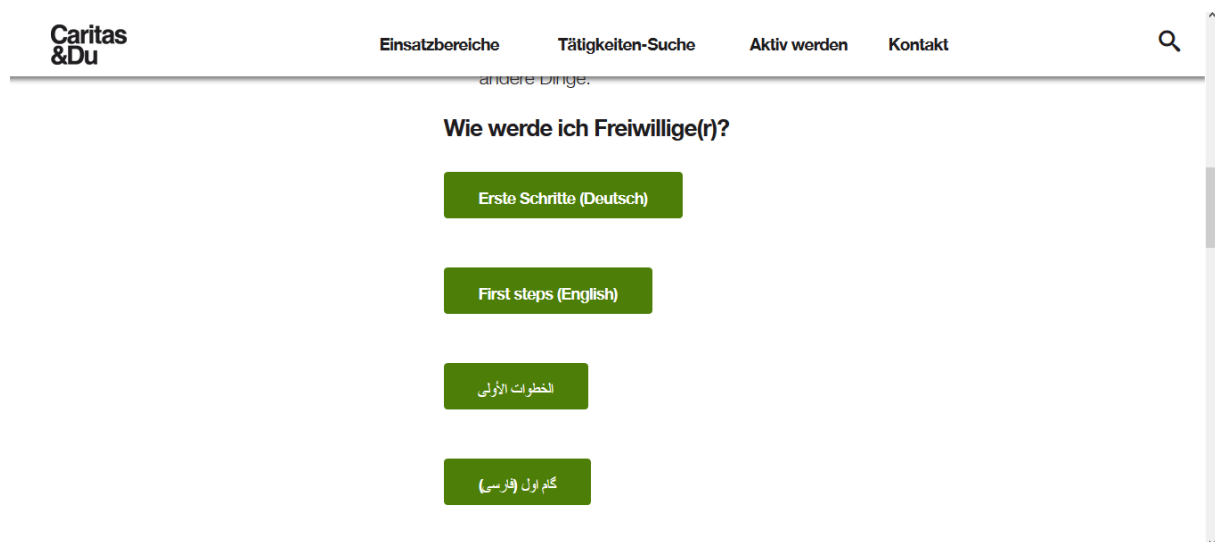 Caritas
&Du
Einsatzbereiche Tätigkeiten-Suche Aktiv werden Kontakt
andere Dinge.
Wie werde ich Freiwillige(r)?
Erste Schritte (Deutsch)
First steps (English)
الخطوات الأولى
گام اول (فارسی)